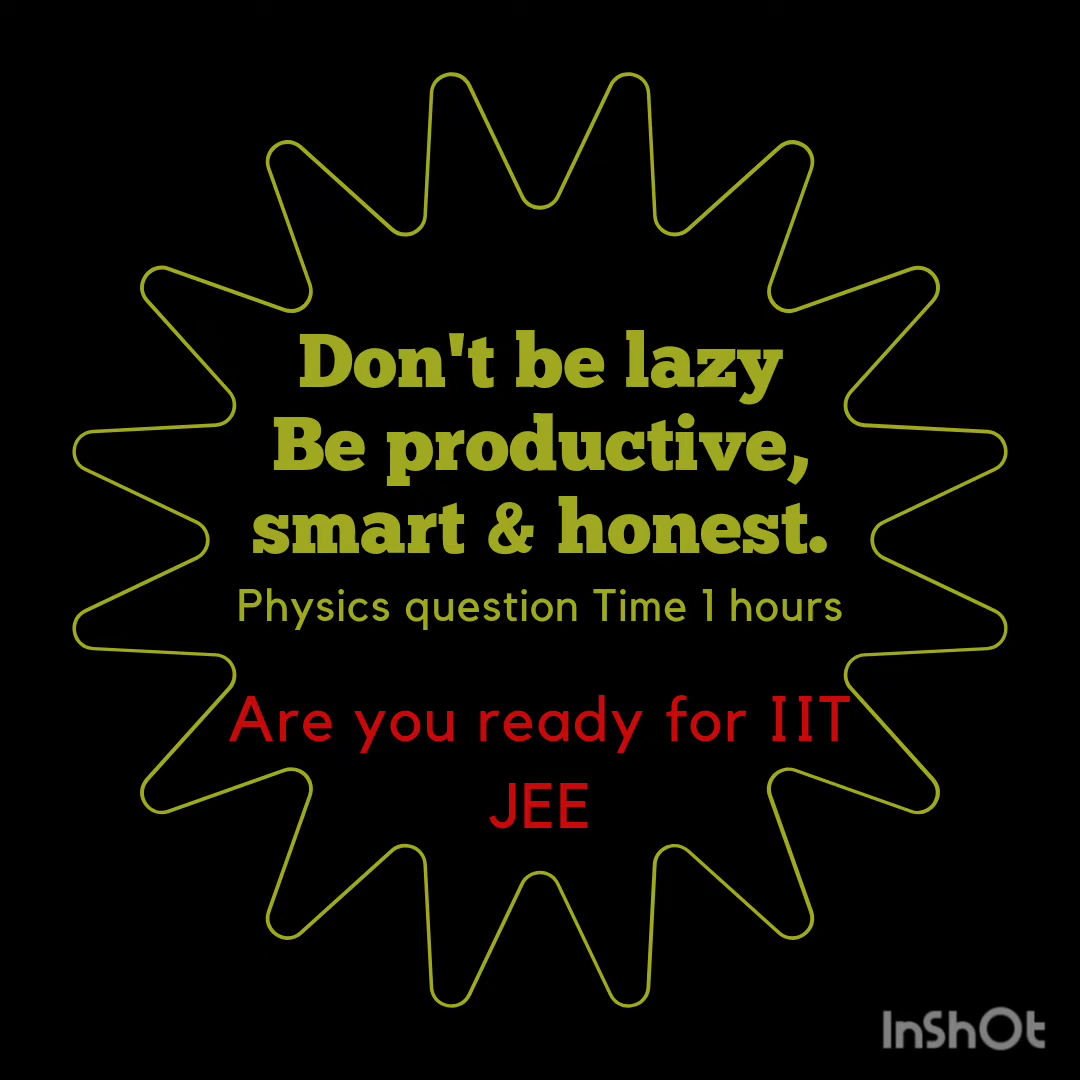 Don't be lazy
Be productive,
smart & honest.
Physics question Time 1 hours
Are you ready for IIT
JEE
InShOt